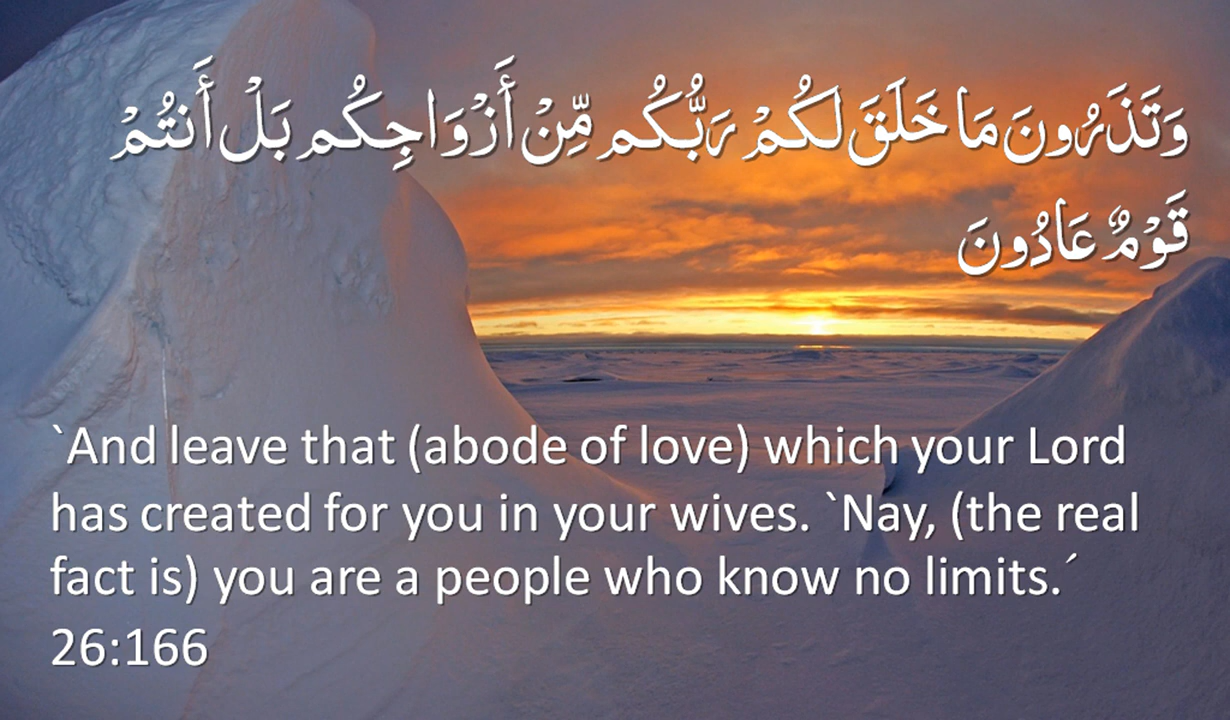 وَتَذَرُونَ مَا خَلَقَ لَكُمْ رَبُّكُم مِّنْ أَزْوَاجِكُم بَلْ أَنتُمْ
قَوْمٌ عَادُونَ
`And leave that (abode of love) which your Lord
has created for you in your wives. `Nay, (the real
fact is) you are a people who know no limits.´
26:166